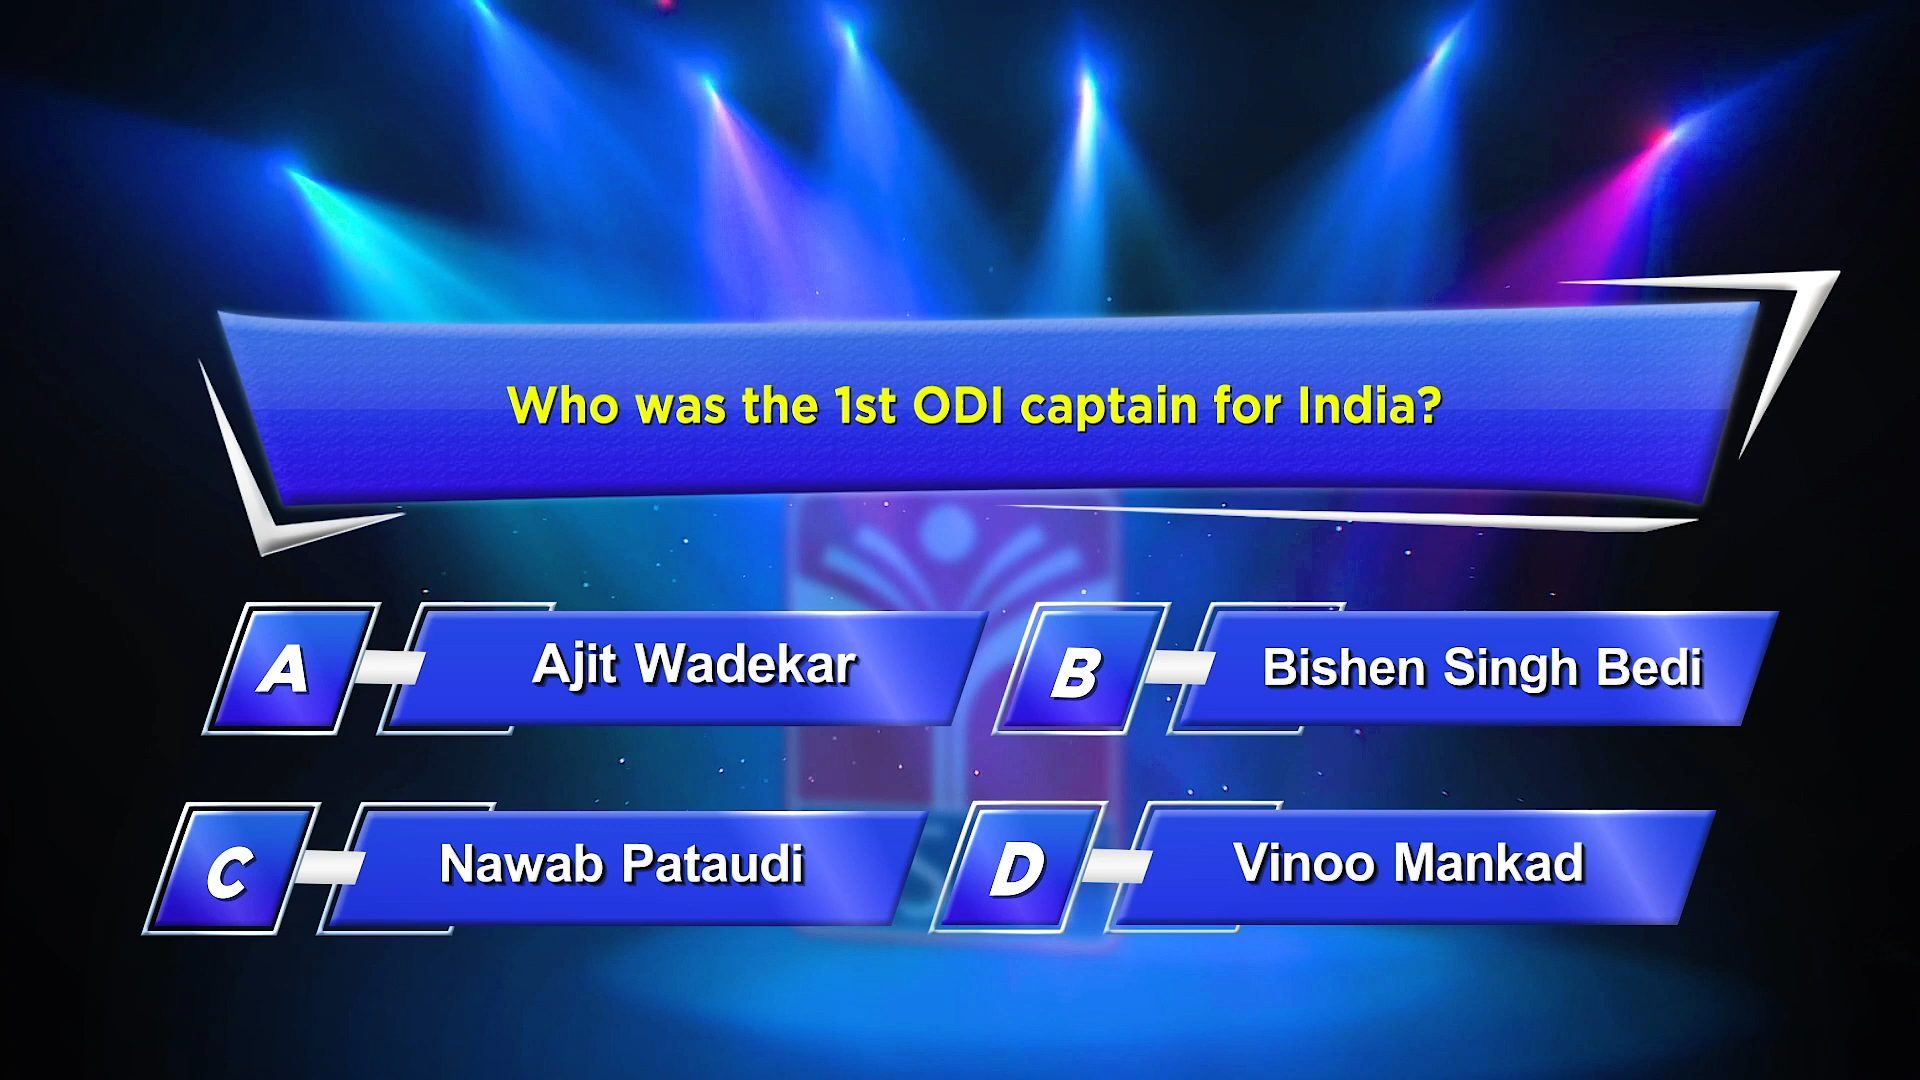 Who was the 1st ODI captain for India?
A Ajit Wadekar
B Bishen Singh Bedi
C Nawab Pataudi
D Vinoo Mankad